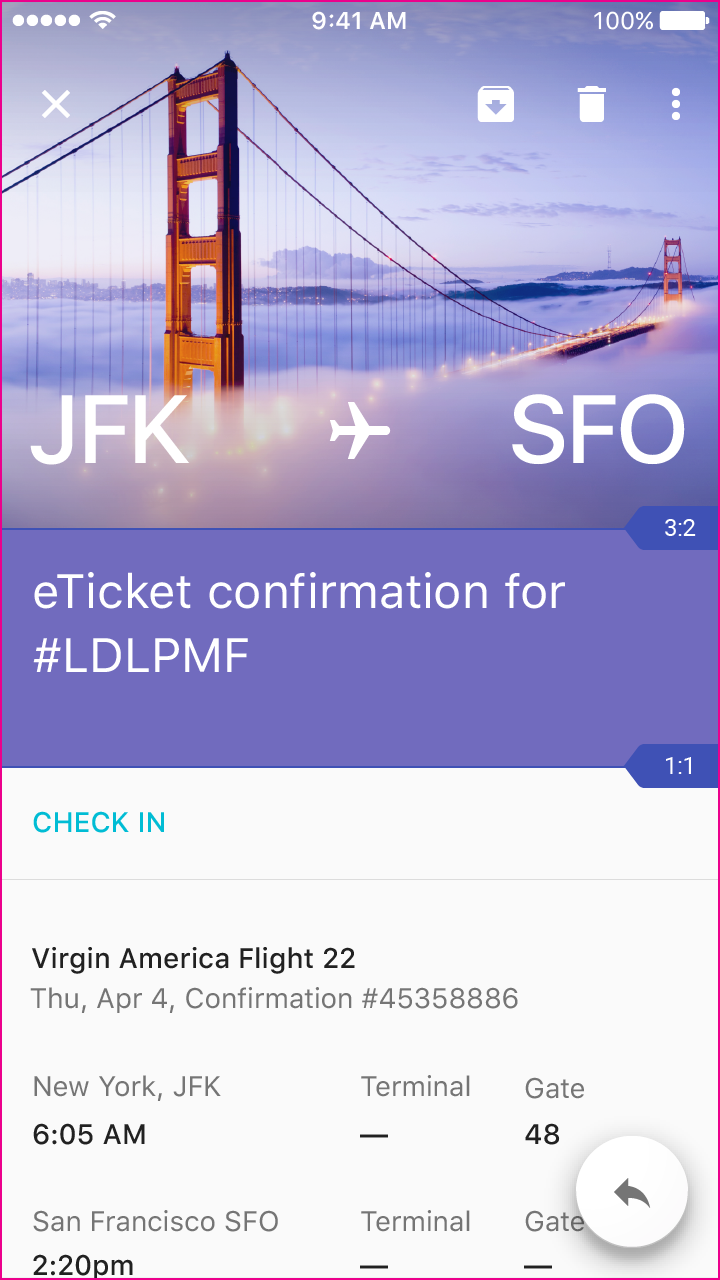 9:41 AM 100%
JFK SFO
3:2
eTicket confirmation for
#LDLPMF
1:1
CHECK IN
Virgin America Flight 22
Thu, Apr 4, Confirmation #45358886
New York, JFK Terminal Gate
6:05 AM — 48
San Francisco SFO Terminal Gate
2:20pm — —